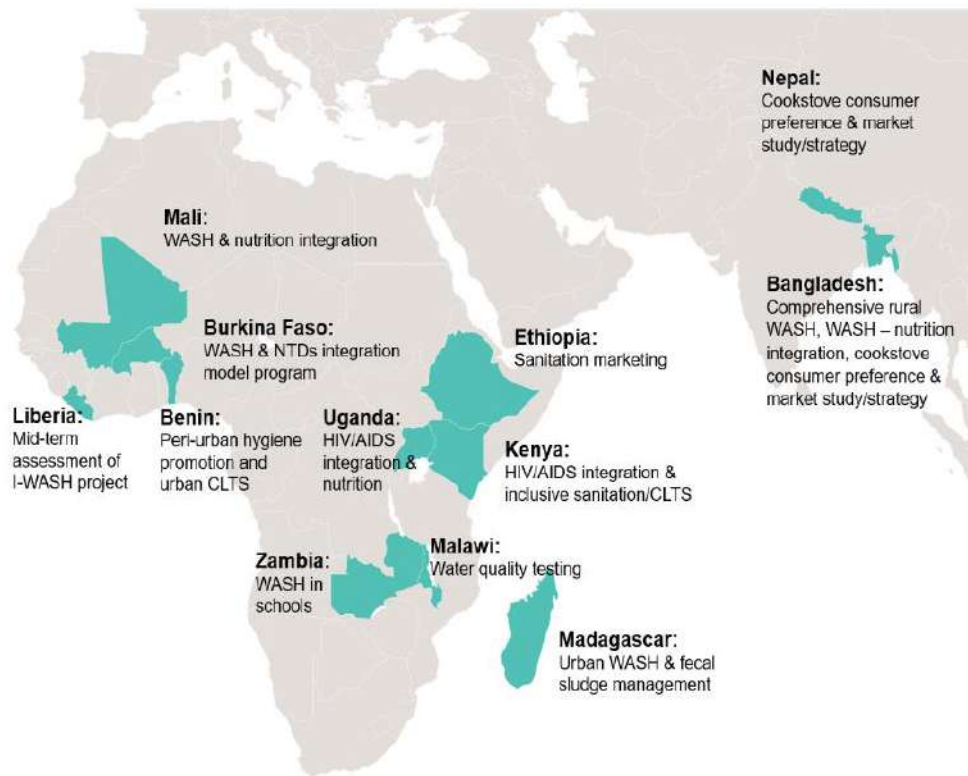 Nepal:
Cookstove consumer
preference & market
study/strategy
Mali:
WASH & nutrition integration
Bangladesh:
Comprehensive rural
WASH, WASH – nutrition
integration, cookstove
consumer preference &
market study/strategy
Burkina Faso:
WASH & NTDs integration
model program
Ethiopia:
Sanitation marketing
Liberia:
Mid-term
assessment of
I-WASH project
Benin:
Peri-urban hygiene
promotion and
urban CLTS
Uganda:
HIV/AIDS
integration &
nutrition
Kenya:
HIV/AIDS integration &
inclusive sanitation/CLTS
Zambia:
WASH in
schools
Malawi:
Water quality testing
Madagascar:
Urban WASH & fecal
sludge management